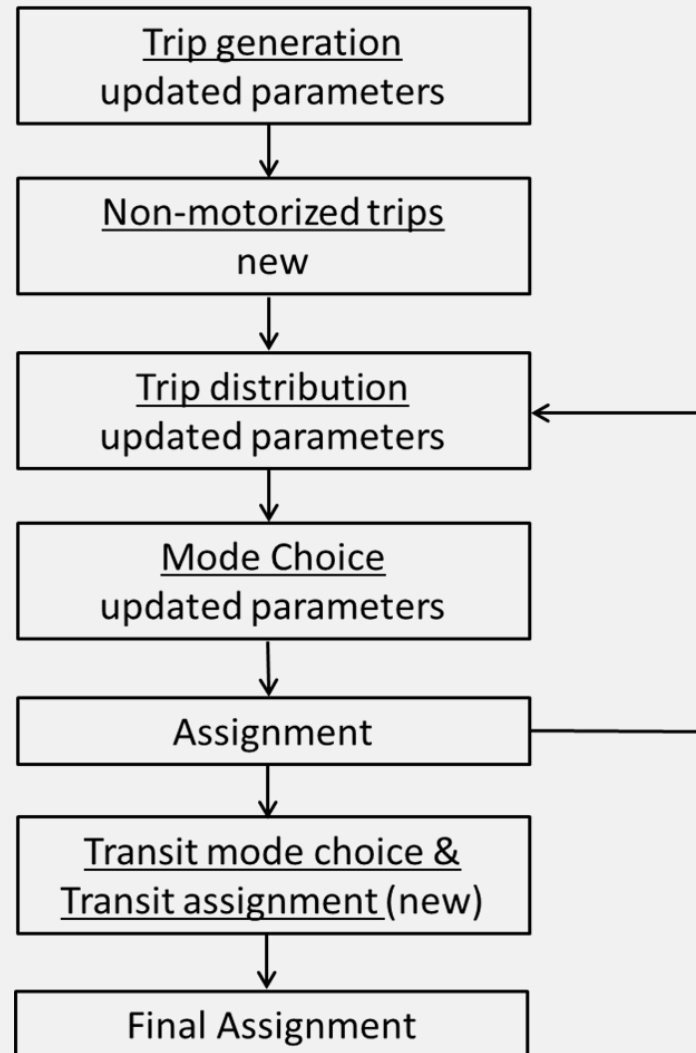 Trip generation
updated parameters
Non-motorized trips
new
Trip distribution
updated parameters
Mode Choice
updated parameters
Assignment
Transit mode choice &
Transit assignment (new)
Final Assignment